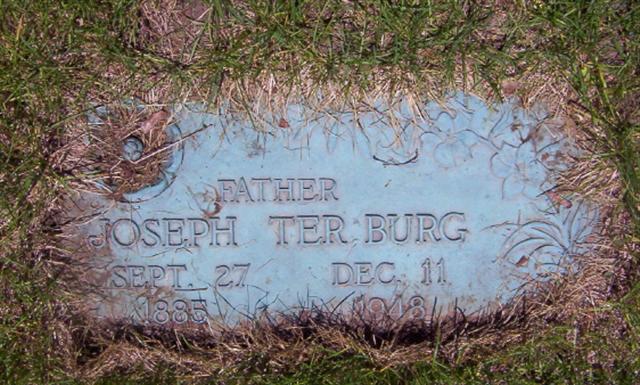 FATHER
JOSEPH TER BURG
SEPT. 27 DEC. 11
1885 1948